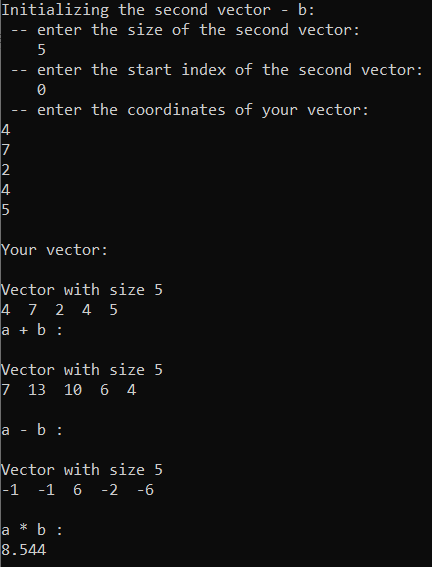 Initializing the second vector - b:
 -- enter the size of the second vector:
    5
 -- enter the start index of the second vector:
    0
 -- enter the coordinates of your vector:
4
7
2
4
5
Your vector:
Vector with size 5
4  7  2  4  5
a + b :
Vector with size 5
7  13  10  6  4
a - b :
Vector with size 5
-1  -1  6  -2  -6
a * b :
8.544